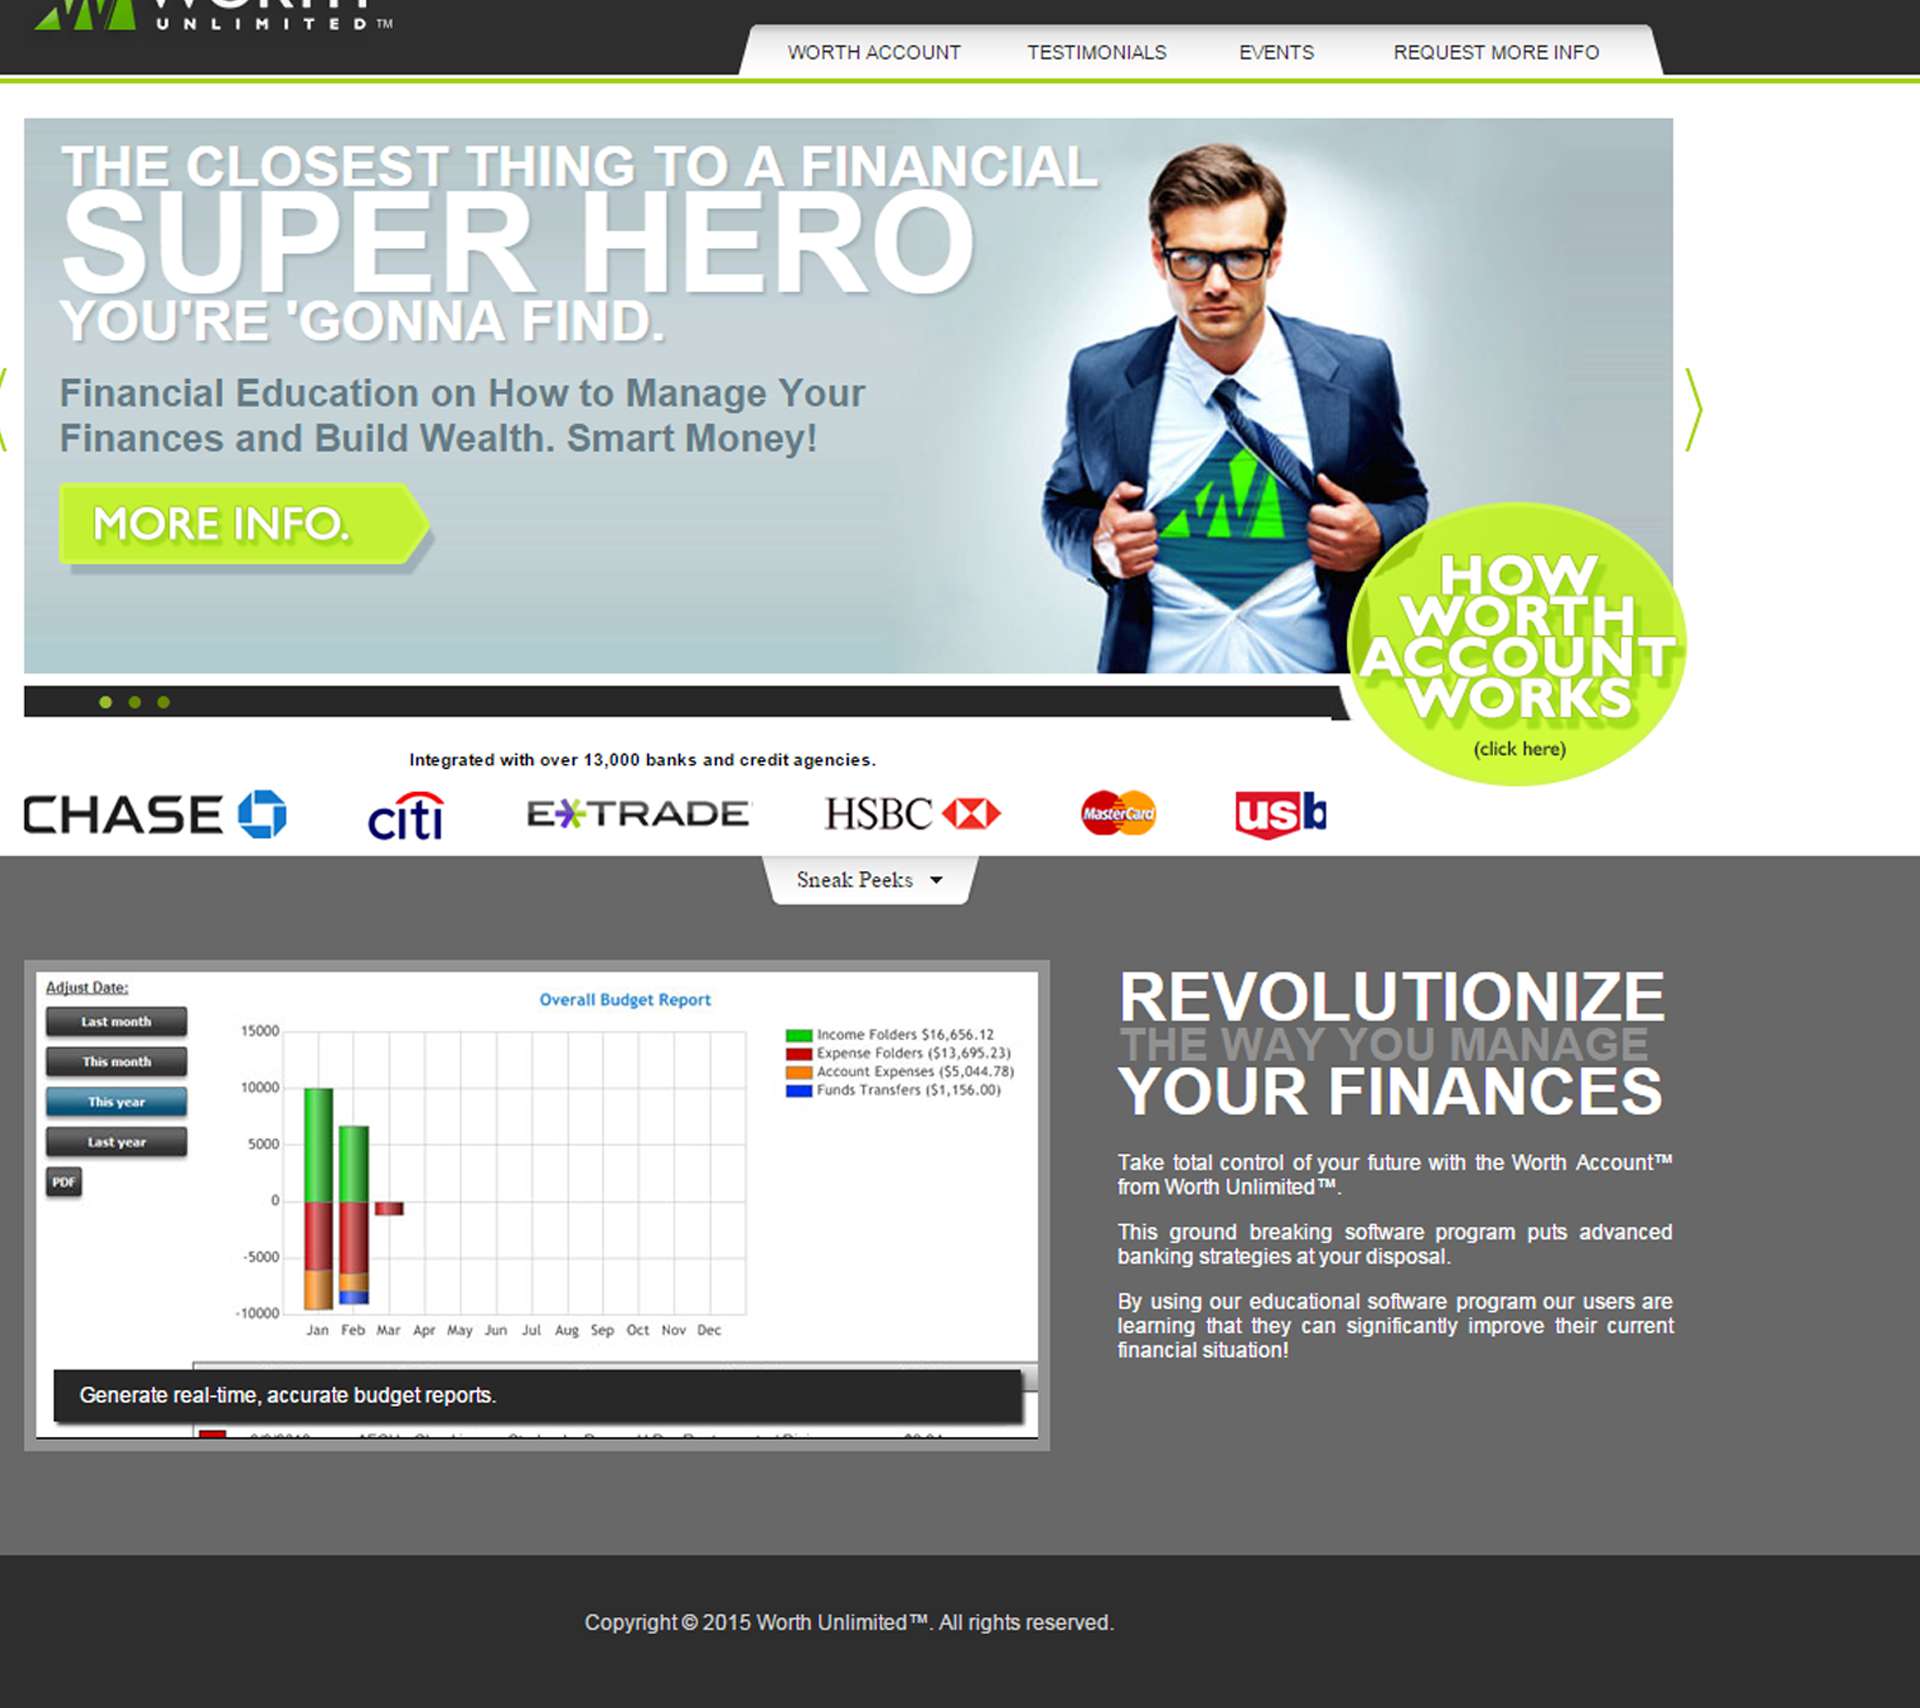 WORTH
UNLIMITED™
WORTH ACCOUNT
TESTIMONIALS
EVENTS
REQUEST MORE INFO
THE CLOSEST THING TO A FINANCIAL
SUPER HERO
YOU'RE 'GONNA FIND.
Financial Education on How to Manage Your
Finances and Build Wealth. Smart Money!
MORE INFO.
HOW
WORTH
ACCOUNT
WORKS
(click here)
Integrated with over 13,000 banks and credit agencies.
CHASE
citi
E*TRADE
HSBC
MasterCard
usb
Sneak Peeks
Adjust Date:
Last month
This month
This year
Last year
PDF
Overall Budget Report
15000
10000
5000
0
-5000
-10000
Jan Feb Mar Apr May Jun Jul Aug Sep Oct Nov Dec
Income Folders $16,656.12
Expense Folders ($13,695.23)
Account Expenses ($5,044.78)
Funds Transfers ($1,156.00)
Generate real-time, accurate budget reports.
REVOLUTIONIZE
THE WAY YOU MANAGE
YOUR FINANCES
Take total control of your future with the Worth Account™
from Worth Unlimited™.
This ground breaking software program puts advanced
banking strategies at your disposal.
By using our educational software program our users are
learning that they can significantly improve their current
financial situation!
Copyright © 2015 Worth Unlimited™. All rights reserved.